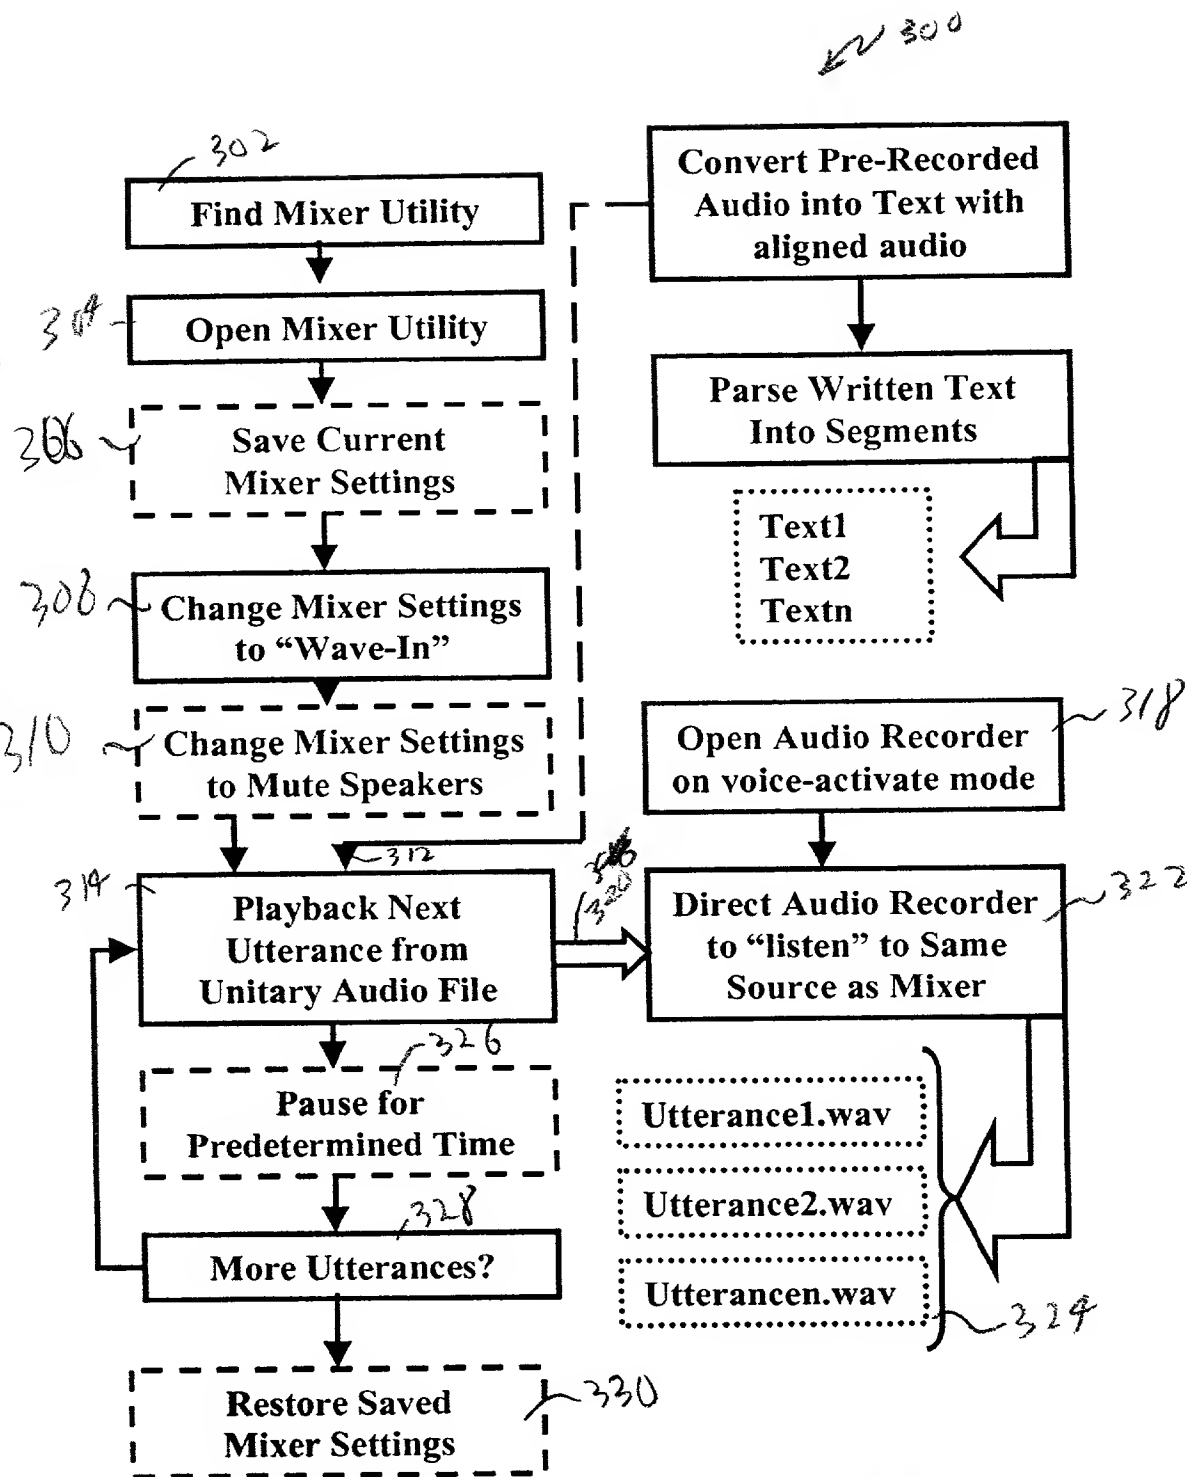 300
302
Find Mixer Utility
304
Open Mixer Utility
306
Save Current
Mixer Settings
308
Change Mixer Settings
to “Wave-In”
310
Change Mixer Settings
to Mute Speakers
312
314
Playback Next
Utterance from
Unitary Audio File
320
326
Pause for
Predetermined Time
328
More Utterances?
330
Restore Saved
Mixer Settings
Convert Pre-Recorded
Audio into Text with
aligned audio
Parse Written Text
Into Segments
Text1
Text2
Textn
318
Open Audio Recorder
on voice-activate mode
322
Direct Audio Recorder
to “listen” to Same
Source as Mixer
Utterance1.wav
Utterance2.wav
Utterancen.wav
324